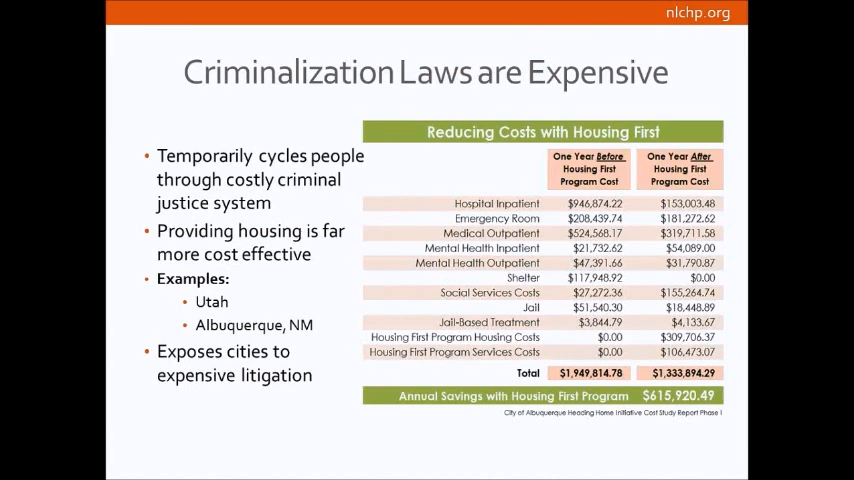 nlchp.org
Criminalization Laws are Expensive
• Temporarily cycles people
through costly criminal
justice system
• Providing housing is far
more cost effective
• Examples:
• Utah
• Albuquerque, NM
• Exposes cities to
expensive litigation
Reducing Costs with Housing First
One Year Before
Housing First
Program Cost
One Year After
Housing First
Program Cost
Hospital Inpatient $946,874.22 $153,003.48
Emergency Room $208,439.74 $181,272.62
Medical Outpatient $524,568.17 $319,711.58
Mental Health Inpatient $21,732.62 $54,089.00
Mental Health Outpatient $47,391.66 $31,790.87
Shelter $117,948.92 $0.00
Social Services Costs $27,272.36 $155,264.74
Jail $51,540.30 $18,448.89
Jail-Based Treatment $3,844.79 $4,133.67
Housing First Program Housing Costs $0.00 $309,706.37
Housing First Program Services Costs $0.00 $106,473.07
Total $1,949,814.78 $1,333,894.29
Annual Savings with Housing First Program $615,920.49
City of Albuquerque Heading Home Initiative Cost Study Report Phase I